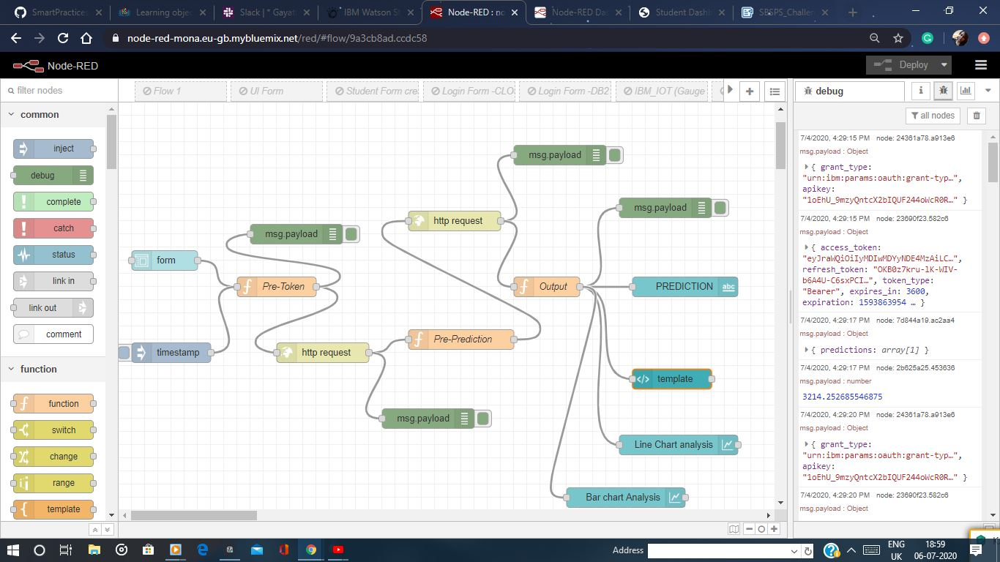 SmartPractices
Learning objec
Slack | * Gayat
IBM Watson St
Node-RED : no
Node-RED Das
Student Dashb
SBSPS_Challen
node-red-mona.eu-gb.mybluemix.net/red/#flow/9a3cb8ad.ccdc58
Node-RED
Deploy
filter nodes
Flow 1
UI Form
Student Form cre
Login Form -CLO
Login Form -DB2
IBM_IOT (Gauge
debug
i
all nodes
common
inject
debug
complete
catch
status
link in
link out
comment
function
function
switch
change
range
template
form
timestamp
msg.payload
Pre-Token
http request
msg.payload
http request
Pre-Prediction
msg.payload
Output
msg.payload
PREDICTION
abc
template
Line Chart analysis
Bar chart Analysis
7/4/2020, 4:29:15 PM node: 24361a78.a913e6
msg.payload : Object
{ grant_type:
"urn:ibm:params:oauth:grant-typ…",
apikey:
"1oEhU_9mzyQntcX2bIQUF244oWcR0R…" }
7/4/2020, 4:29:15 PM node: 23690f23.582c6
msg.payload : Object
{ access_token:
"eyJraWQiOiIyMDIwMDYyNDE4MzAiLC…",
refresh_token: "OKB0z7kru-lK-WIV-
b6A4U-C6sxPCI…", token_type:
"Bearer", expires_in: 3600,
expiration: 1593863954 … }
7/4/2020, 4:29:17 PM node: 7d844a19.ac2aa4
msg.payload : Object
{ predictions: array[1] }
7/4/2020, 4:29:17 PM node: 2b625a25.453636
msg.payload : number
3214.252685546875
7/4/2020, 4:29:20 PM node: 24361a78.a913e6
msg.payload : Object
{ grant_type:
"urn:ibm:params:oauth:grant-typ…",
apikey:
"1oEhU_9mzyQntcX2bIQUF244oWcR0R…" }
7/4/2020, 4:29:20 PM node: 23690f23.582c6
msg.payload : Object
Address
ENG
UK
18:59
06-07-2020